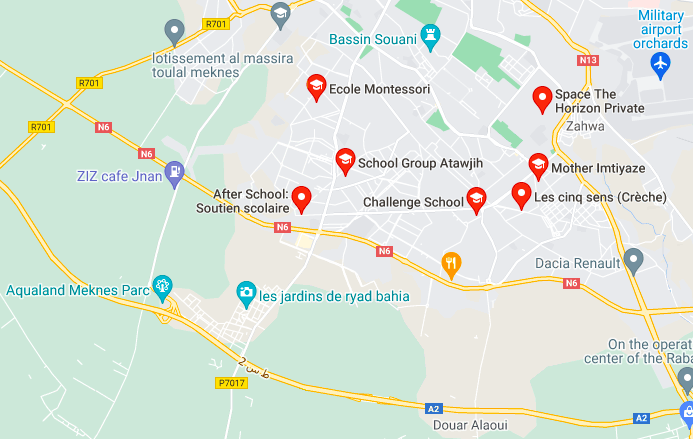 Military
airport
orchards
R701
Bassin Souani
lotissement al massira
toulal meknes
N13
R701
Ecole Montessori
Space The
Horizon Private
Zahwa
R701
N6
N6
School Group Atawjih
Mother Imtiyaze
ZIZ cafe Jnan
After School:
Soutien scolaire
Challenge School
Les cinq sens (Crèche)
N6
N6
Dacia Renault
N6
Aqualand Meknes Parc
les jardins de ryad bahia
On the operat
center of the Raba
ط س 2
P7017
A2
A2
Douar Alaoui